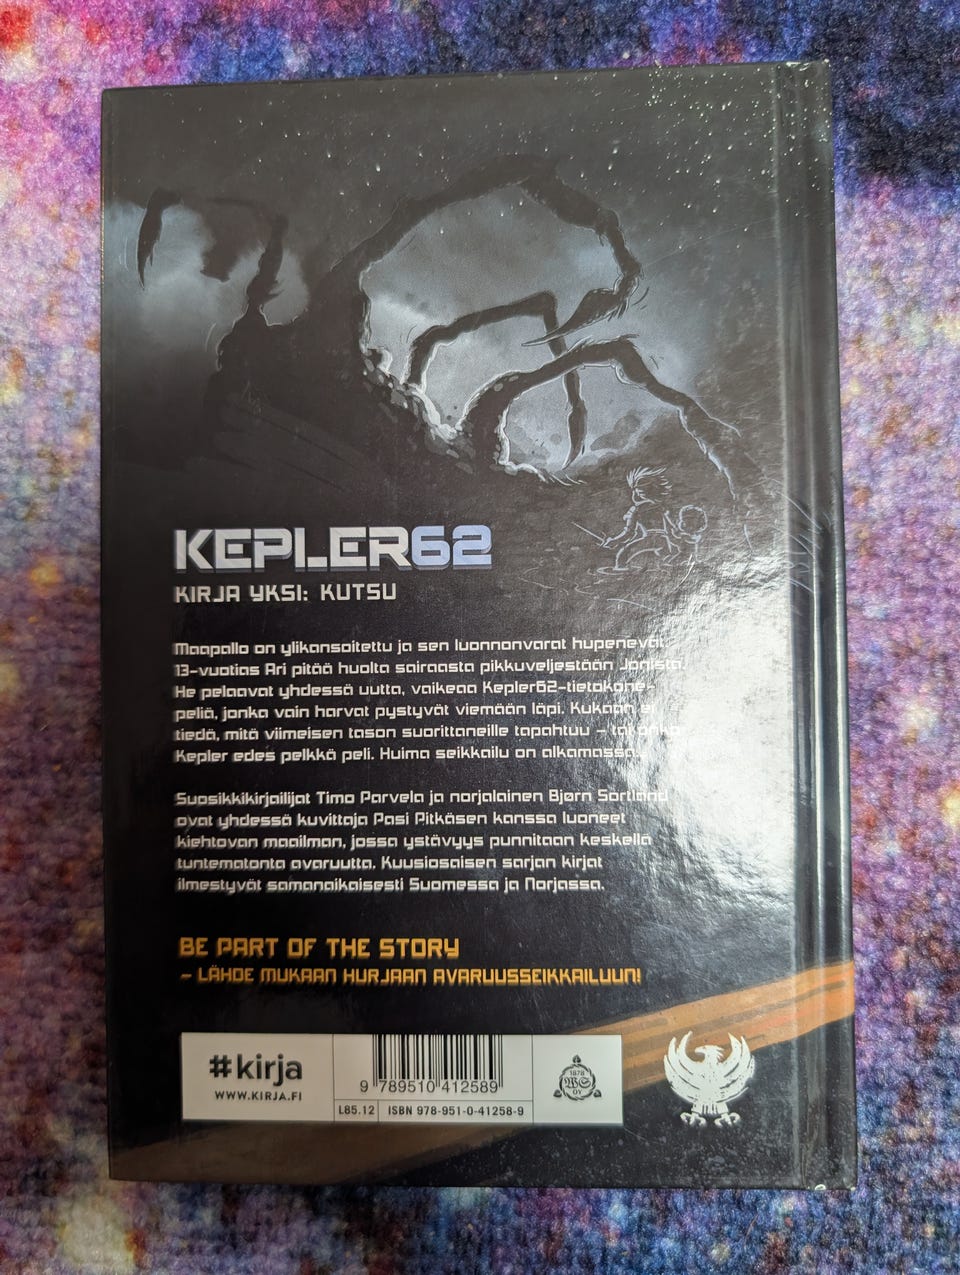 KEPLER62
KIRJA YKSI: KUTSU
Maapallo on ylikansoitettu ja sen luonnonvarat hupenevat.
13-vuotias Ari pitää huolta sairaasta pikkuveljestään Jonista.
He pelaavat yhdessä uutta, vaikeaa Kepler62-tietokone-
peliä, jonka vain harvat pystyvät viemään läpi. Kukaan ei
tiedä, mitä viimeisen tason suorittaneille tapahtuu – tai onko
Kepler edes pelkkä peli. Huima seikkailu on alkamassa.
Suosikkikirjailijat Timo Parvela ja norjalainen Bjørn Sortland
ovat yhdessä kuvittaja Pasi Pitkäsen kanssa luoneet
kiehtovan maailman, jossa ystävyys punnitaan keskellä
tuntematonta avaruutta. Kuusiosaisen sarjan kirjat
ilmestyvät samanaikaisesti Suomessa ja Norjassa.
BE PART OF THE STORY
– LÄHDE MUKAAN HURJAAN AVARUUSSEIKKAILUUN!
#kirja
WWW.KIRJA.FI
9 789510 412589
L85.12 ISBN 978-951-0-41258-9
1878
WS
OY